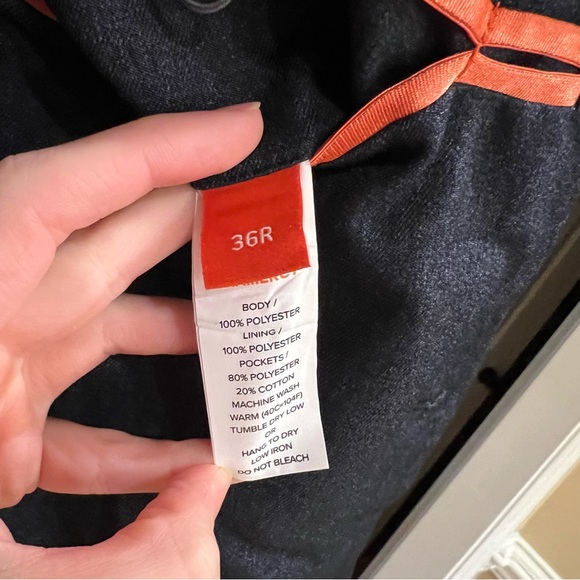 36R
BODY /
100% POLYESTER
LINING /
100% POLYESTER
POCKETS /
80% POLYESTER
20% COTTON
MACHINE WASH
WARM (40C=104F)
TUMBLE DRY LOW
OR
HANG TO DRY
LOW IRON
DO NOT BLEACH